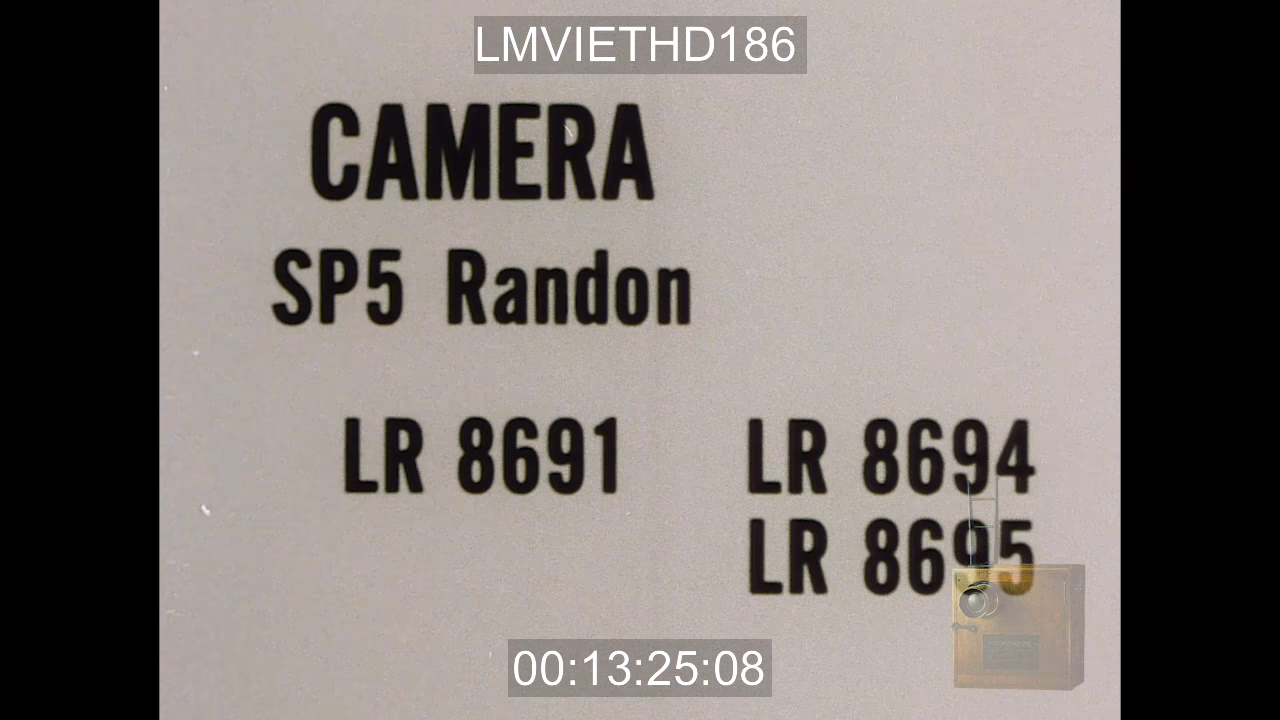 LMVIETHD186
CAMERA
SP5 Randon
LR 8691 LR 8694
LR 8695
00:13:25:08